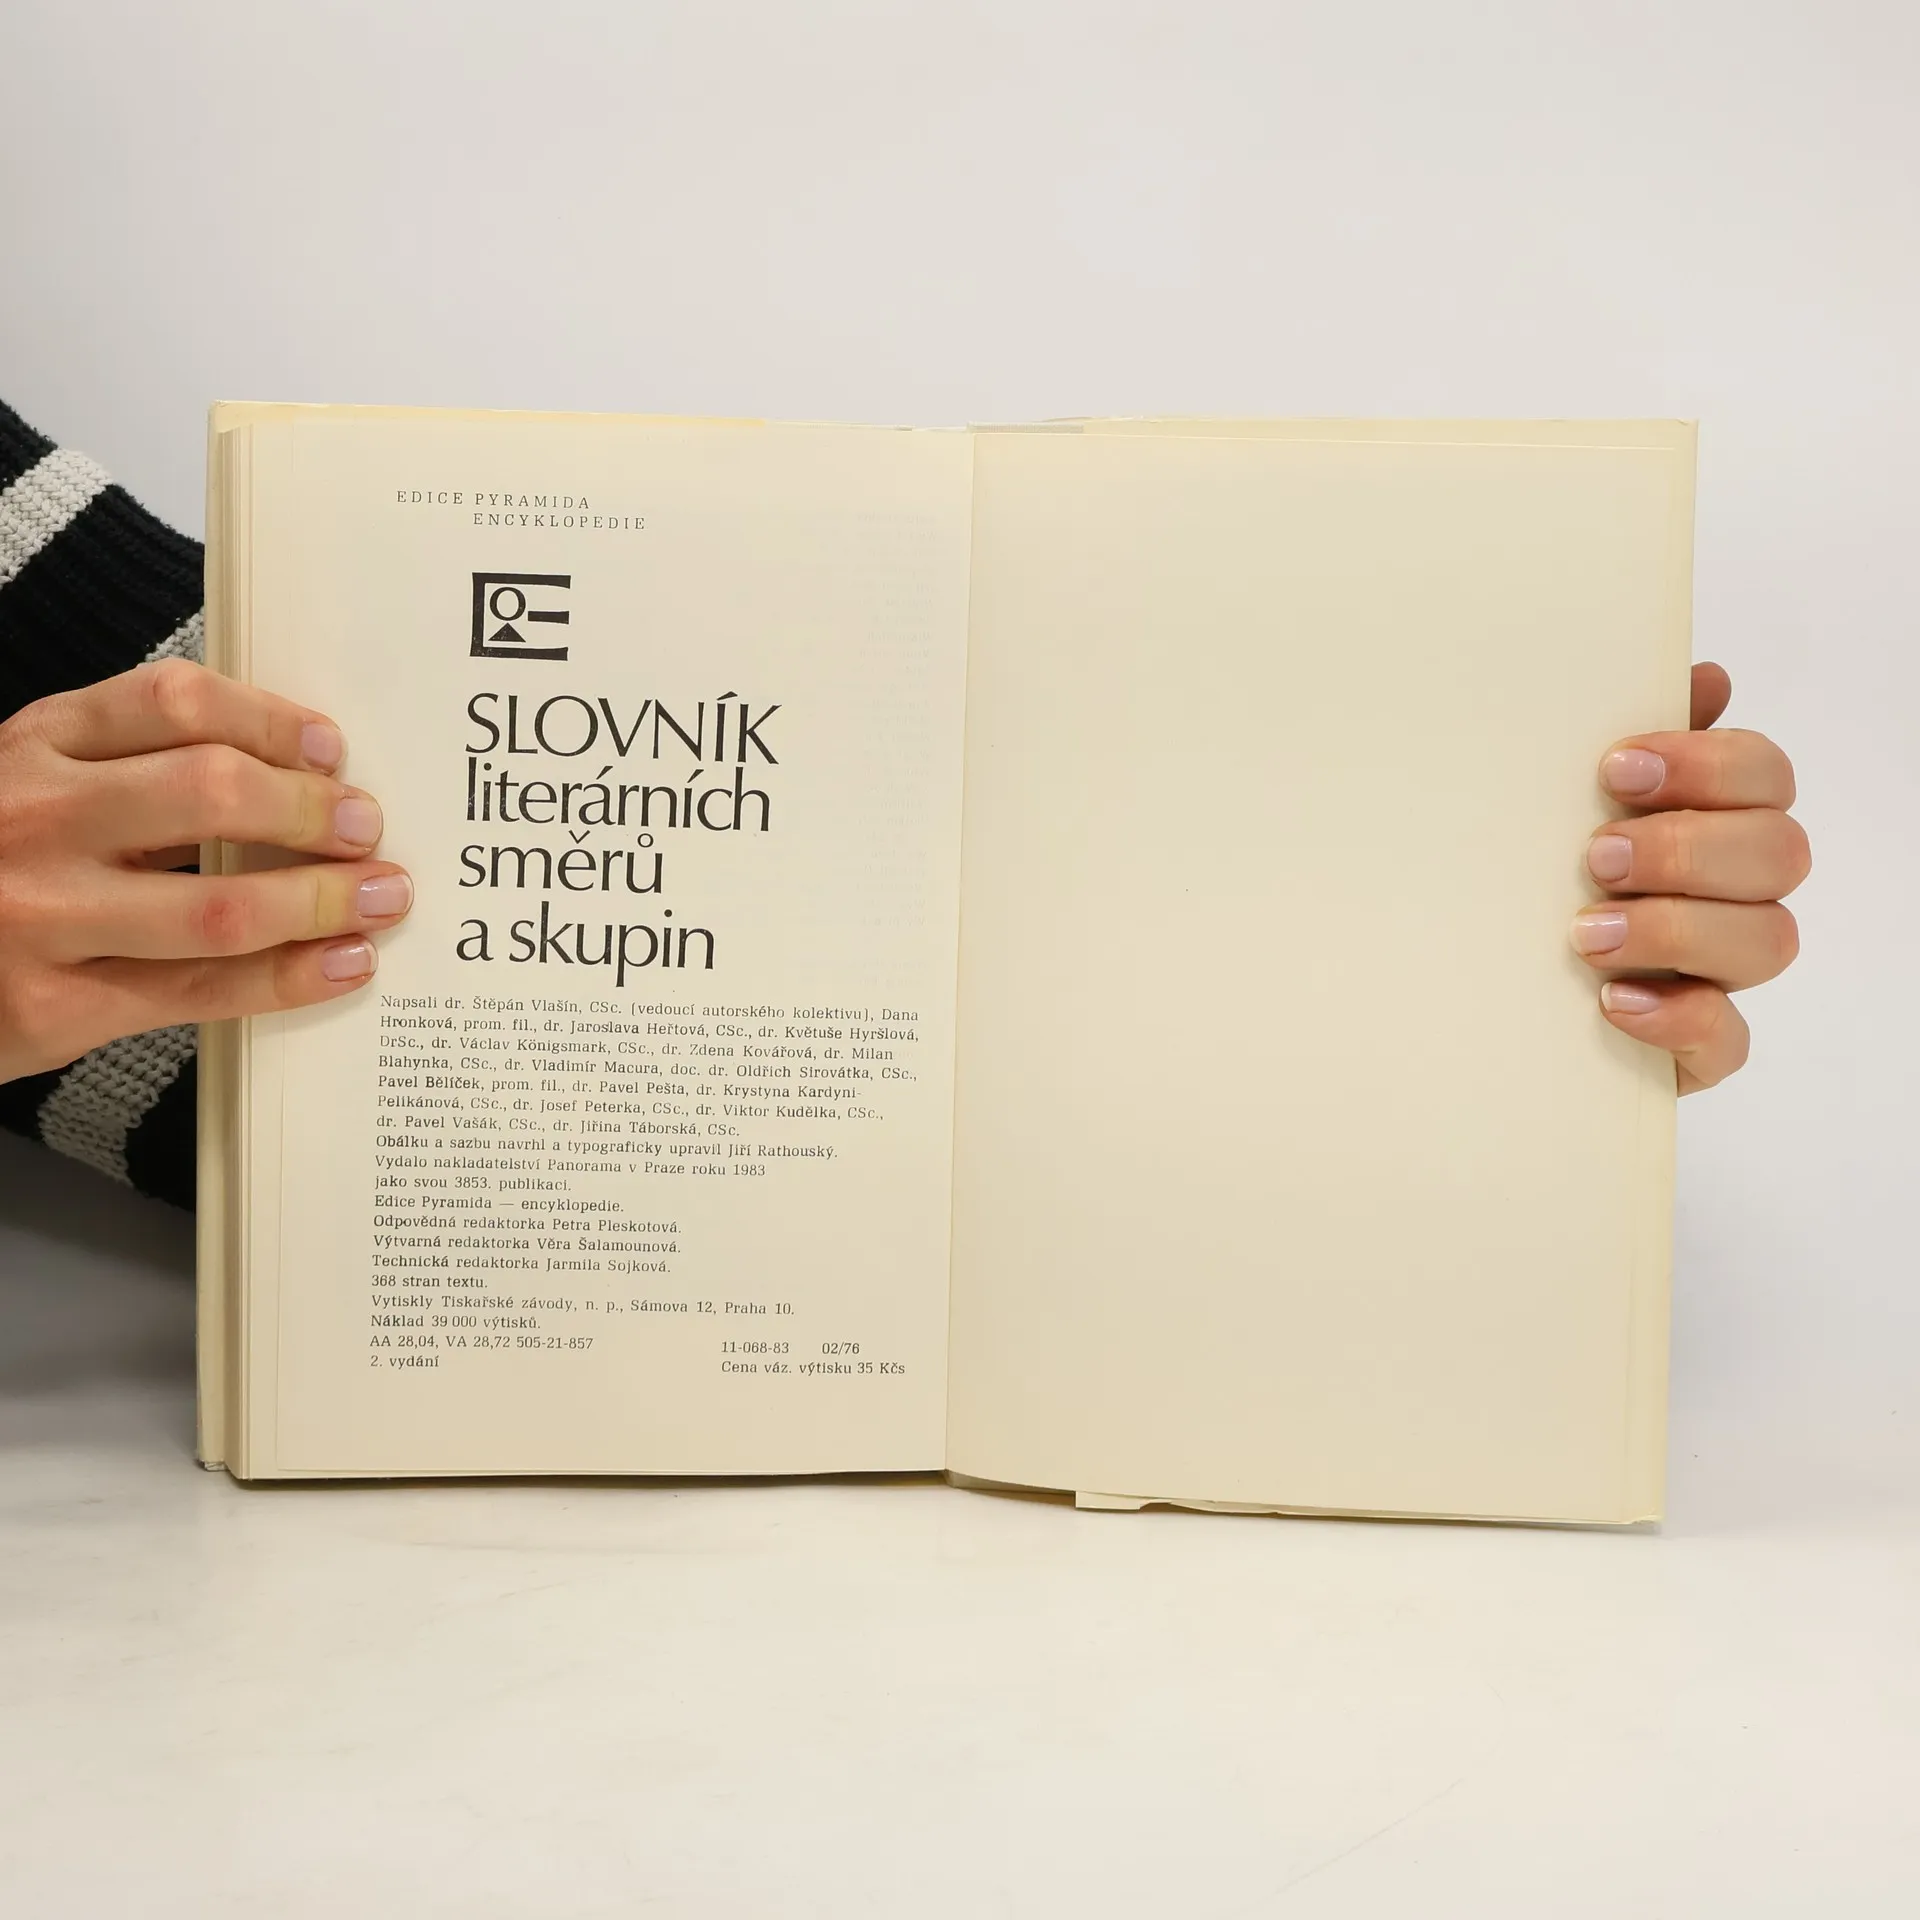 EDICE PYRAMIDA
ENCYKLOPEDIE
SLOVNÍK
literárních
směrů
a skupin
Napsali dr. Štěpán Vlašín, CSc. (vedoucí autorského kolektivu), Dana
Hronková, prom. fil., dr. Jaroslava Heřtová, CSc., dr. Květuše Hyršlová,
DrSc., dr. Václav Königsmark, CSc., dr. Zdena Kovářová, dr. Milan
Blahynka, CSc., dr. Vladimír Macura, doc. dr. Oldřich Sirovátka, CSc.,
Pavel Bělíček, prom. fil., dr. Pavel Pešta, dr. Krystyna Kardyni-
Pelikánová, CSc., dr. Josef Peterka, CSc., dr. Viktor Kudělka, CSc.,
dr. Pavel Vašák, CSc., dr. Jiřina Táborská, CSc.
Obálku a sazbu navrhl a typograficky upravil Jiří Rathouský.
Vydalo nakladatelství Panorama v Praze roku 1983
jako svou 3853. publikaci.
Edice Pyramida — encyklopedie.
Odpovědná redaktorka Petra Pleskotová.
Výtvarná redaktorka Věra Šalamounová.
Technická redaktorka Jarmila Sojková.
368 stran textu.
Vytiskly Tiskařské závody, n. p., Sámova 12, Praha 10.
Náklad 39 000 výtisků.
AA 28,04, VA 28,72 505-21-857 11-068-83 02/76
2. vydání Cena váz. výtisku 35 Kčs